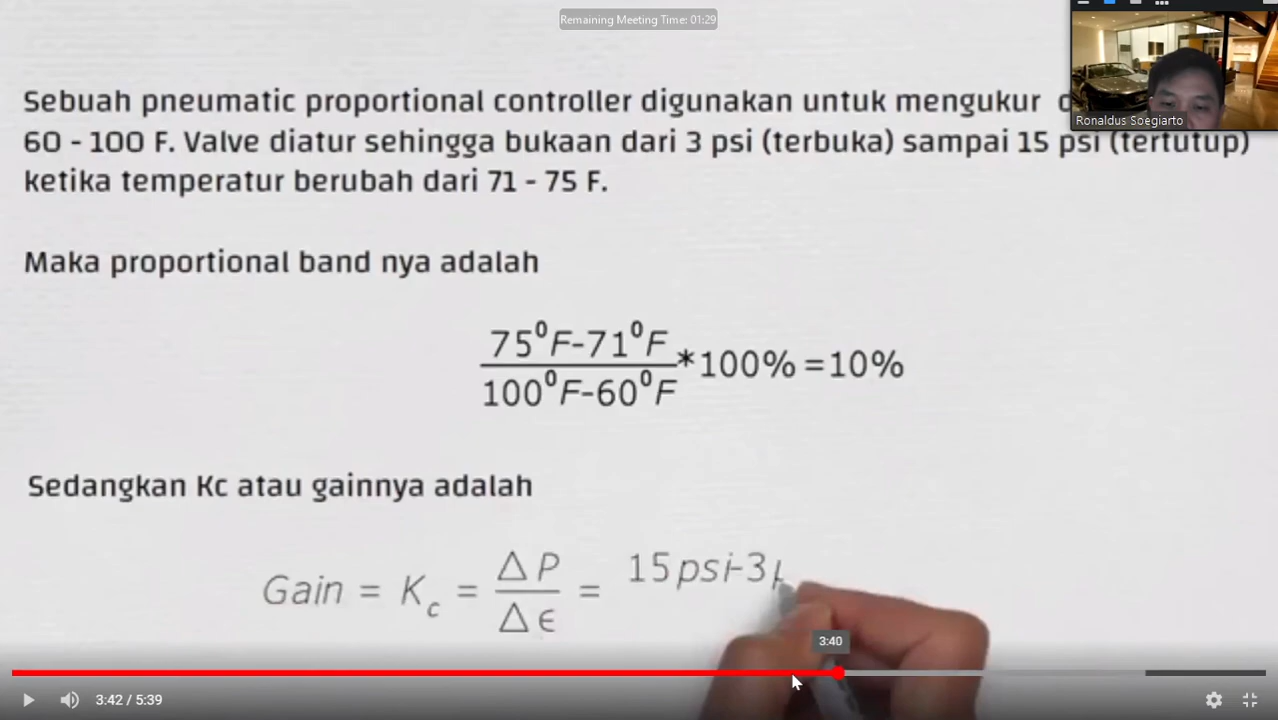 Remaining Meeting Time: 01:29
Ronaldus Soegiarto
Sebuah pneumatic proportional controller digunakan untuk mengukur
60 - 100 F. Valve diatur sehingga bukaan dari 3 psi (terbuka) sampai 15 psi (tertutup)
ketika temperatur berubah dari 71 - 75 F.
Maka proportional band nya adalah
75⁰F-71⁰F
100⁰F-60⁰F
*100% =10%
Sedangkan Kc atau gainnya adalah
Gain = K_c = ΔP/Δϵ = 15psi-3
3:40
3:42 / 5:39